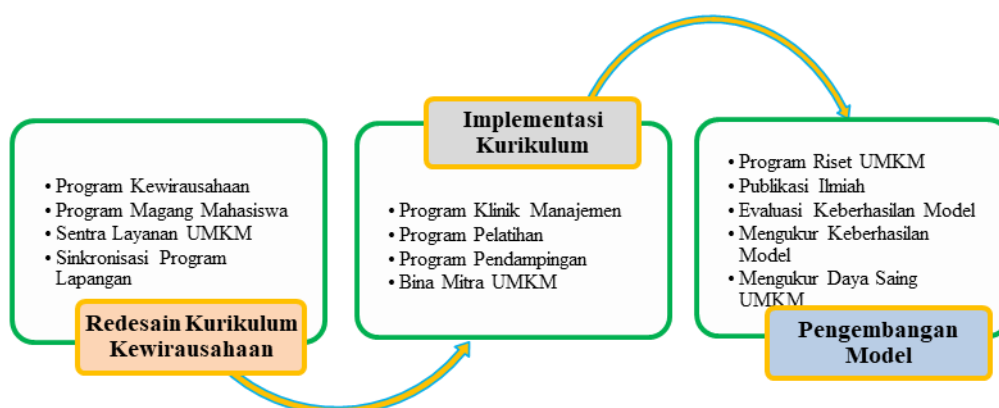 • Program Kewirausahaan
• Program Magang Mahasiswa
• Sentra Layanan UMKM
• Sinkronisasi Program
Lapangan
Redesain Kurikulum
Kewirausahaan
Implementasi
Kurikulum
• Program Klinik Manajemen
• Program Pelatihan
• Program Pendampingan
• Bina Mitra UMKM
• Program Riset UMKM
• Publikasi Ilmiah
• Evaluasi Keberhasilan Model
• Mengukur Keberhasilan
Model
• Mengukur Daya Saing
UMKM
Pengembangan
Model